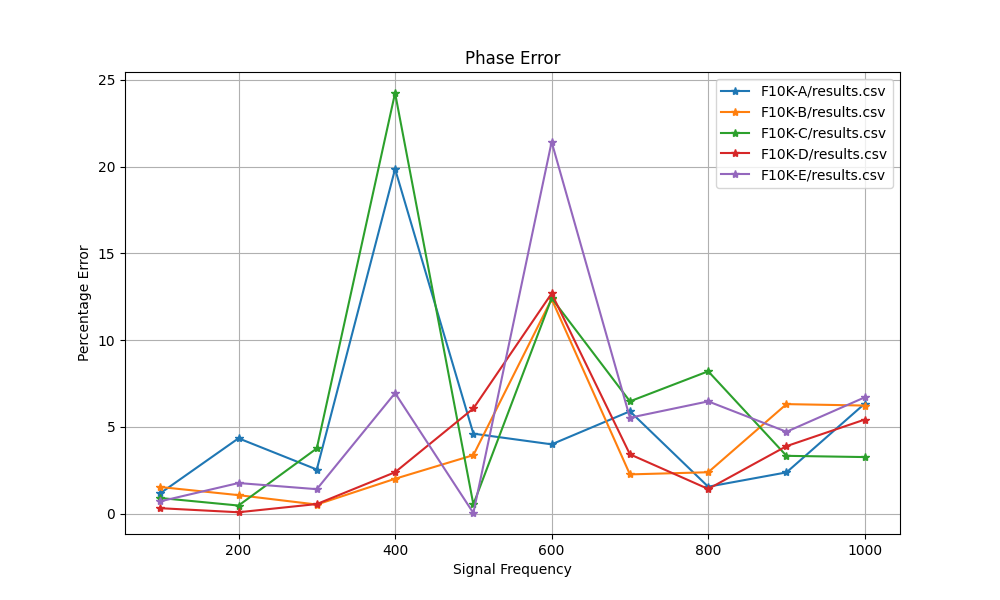 Phase Error
25
20
15
10
5
0
Percentage Error
200
400
600
800
1000
Signal Frequency
F10K-A/results.csv
F10K-B/results.csv
F10K-C/results.csv
F10K-D/results.csv
F10K-E/results.csv